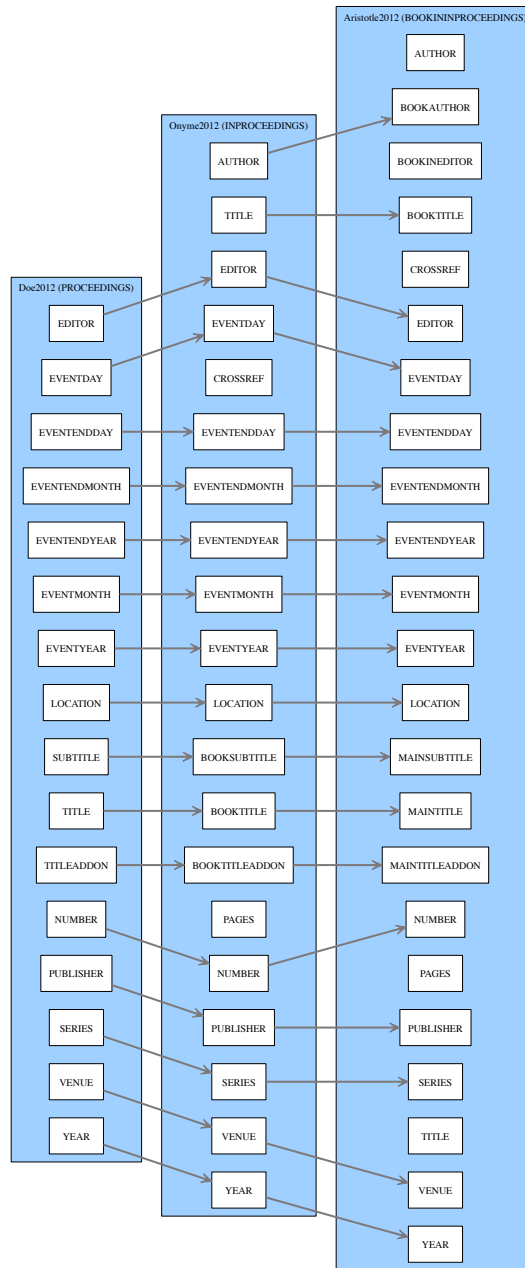 Doe2012 (PROCEEDINGS)
EDITOR
EVENTDAY
EVENTENDDAY
EVENTENDMONTH
EVENTENDYEAR
EVENTMONTH
EVENTYEAR
LOCATION
SUBTITLE
TITLE
TITLEADDON
NUMBER
PUBLISHER
SERIES
VENUE
YEAR
Onyme2012 (INPROCEEDINGS)
AUTHOR
TITLE
EDITOR
EVENTDAY
CROSSREF
EVENTENDDAY
EVENTENDMONTH
EVENTENDYEAR
EVENTMONTH
EVENTYEAR
LOCATION
BOOKSUBTITLE
BOOKTITLE
BOOKTITLEADDON
PAGES
NUMBER
PUBLISHER
SERIES
VENUE
YEAR
Aristotle2012 (BOOKININPROCEEDINGS)
AUTHOR
BOOKAUTHOR
BOOKINEDITOR
BOOKTITLE
CROSSREF
EDITOR
EVENTDAY
EVENTENDDAY
EVENTENDMONTH
EVENTENDYEAR
EVENTMONTH
EVENTYEAR
LOCATION
MAINSUBTITLE
MAINTITLE
MAINTITLEADDON
NUMBER
PAGES
PUBLISHER
SERIES
TITLE
VENUE
YEAR